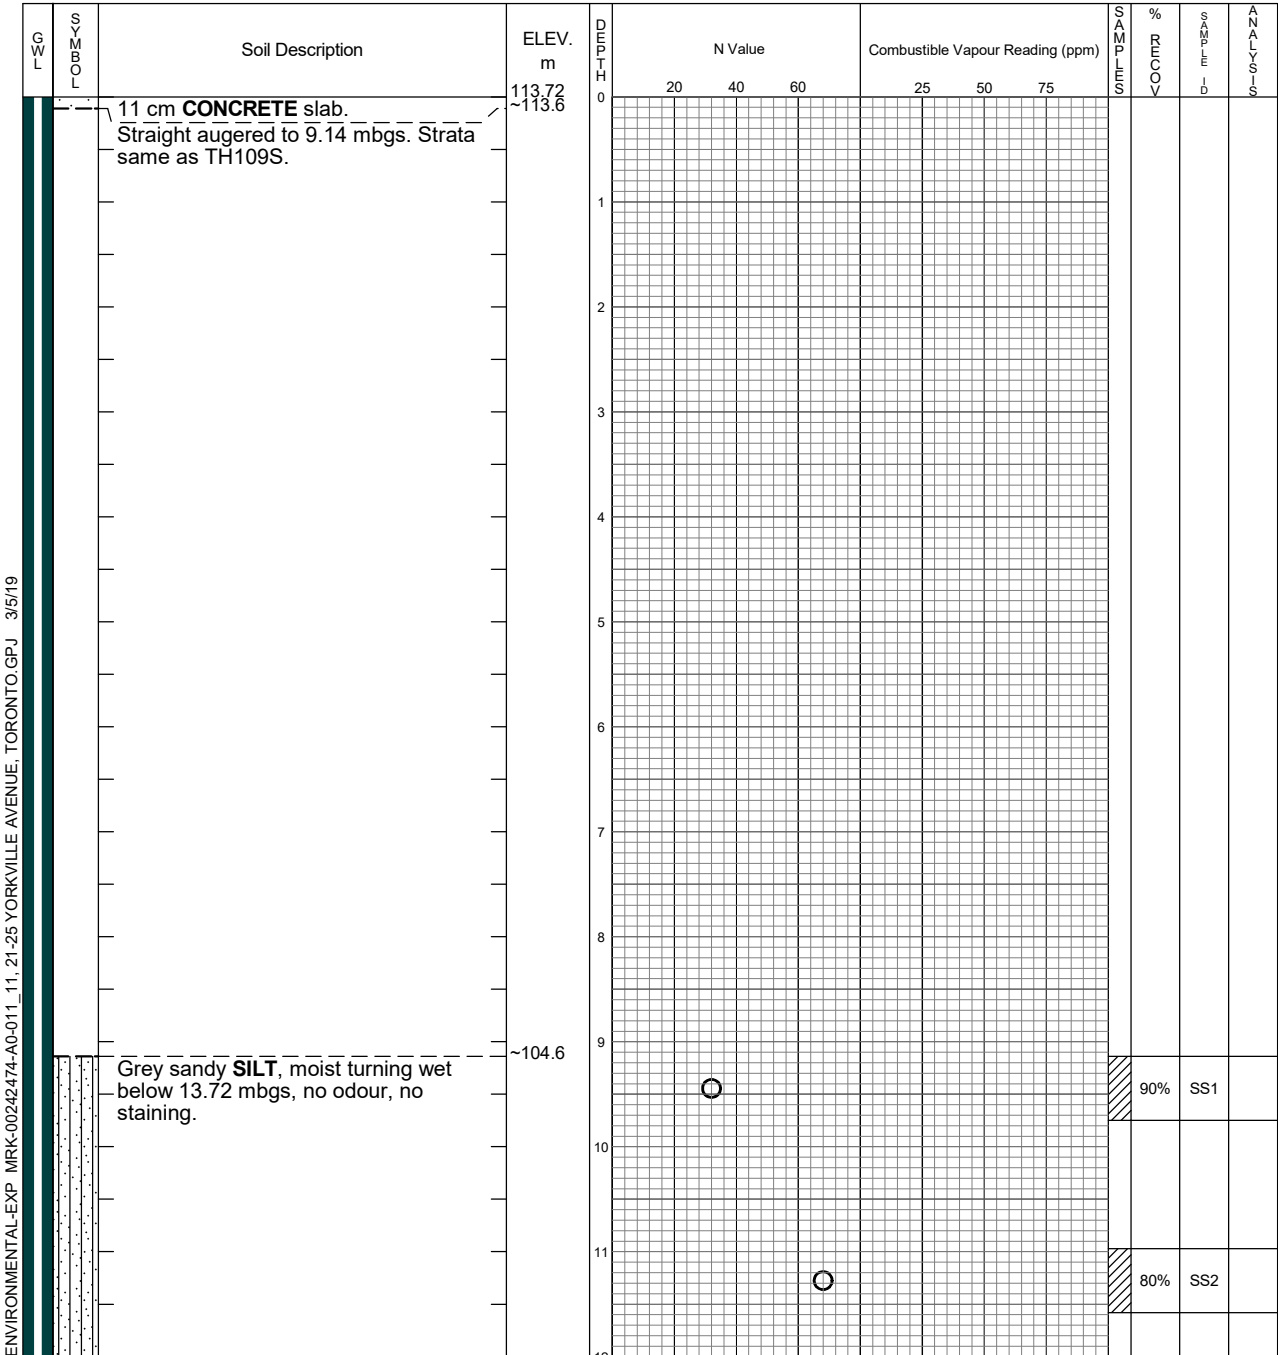 GWL
SYMBOL
Soil Description
ELEV.
m
DEPTH
N Value
20 40 60
Combustible Vapour Reading (ppm)
25 50 75
SAMPLES
% RECOV
SAMPLE ID
ANALYSIS
113.72
0
11 cm CONCRETE slab.
~113.6
Straight augered to 9.14 mbgs. Strata
same as TH109S.
1
2
3
4
5
6
7
8
9
~104.6
Grey sandy SILT, moist turning wet
below 13.72 mbgs, no odour, no
staining.
90% SS1
10
11
80% SS2
ENVIRONMENTAL-EXP MRK-00242474-A0-011_11, 21-25 YORKVILLE AVENUE, TORONTO.GPJ 3/5/19